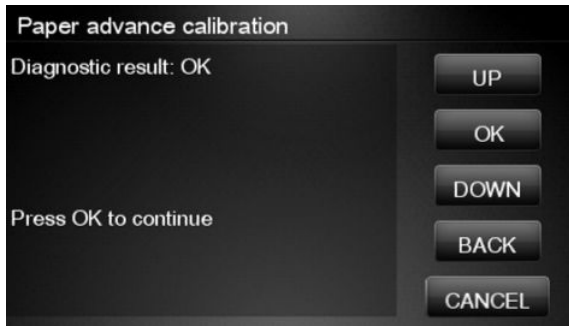 Paper advance calibration
Diagnostic result: OK
Press OK to continue
UP
OK
DOWN
BACK
CANCEL